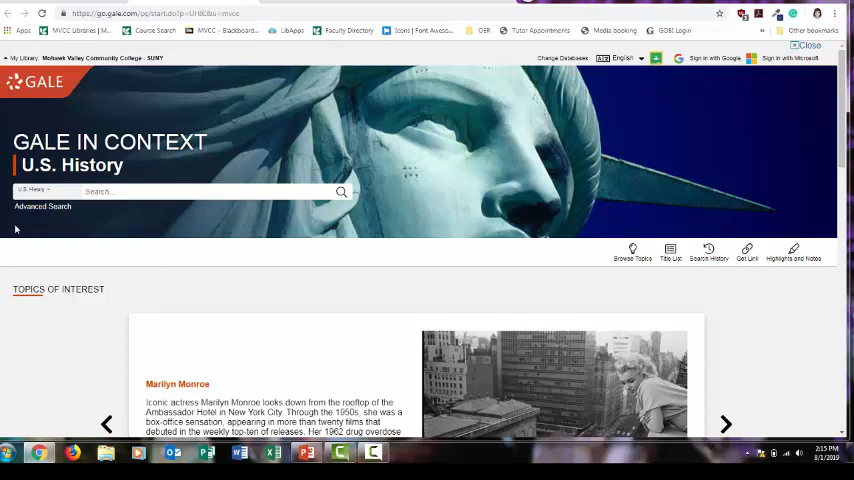 https://go.gale.com/ps/start.do?p=UHIC&u=mvcc
Apps MVCC Libraries | M... Course Search MVCC – Blackboard... LibApps Faculty Directory Icons | Font Aweso... OER Tutor Appointments Media booking GOBI Login » Other bookmarks
Close
My Library: Mohawk Valley Community College - SUNY Change Databases English Sign in with Google Sign in with Microsoft
GALE
GALE IN CONTEXT
U.S. History
U.S. History Search...
Advanced Search
Browse Topics Title List Search History Get Link Highlights and Notes
TOPICS OF INTEREST
Marilyn Monroe
Iconic actress Marilyn Monroe looks down from the rooftop of the
Ambassador Hotel in New York City. Through the 1950s, she was a
box-office sensation, appearing in more than twenty films that
debuted in the weekly top-ten of releases. Her 1962 drug overdose
2:15 PM
8/1/2019